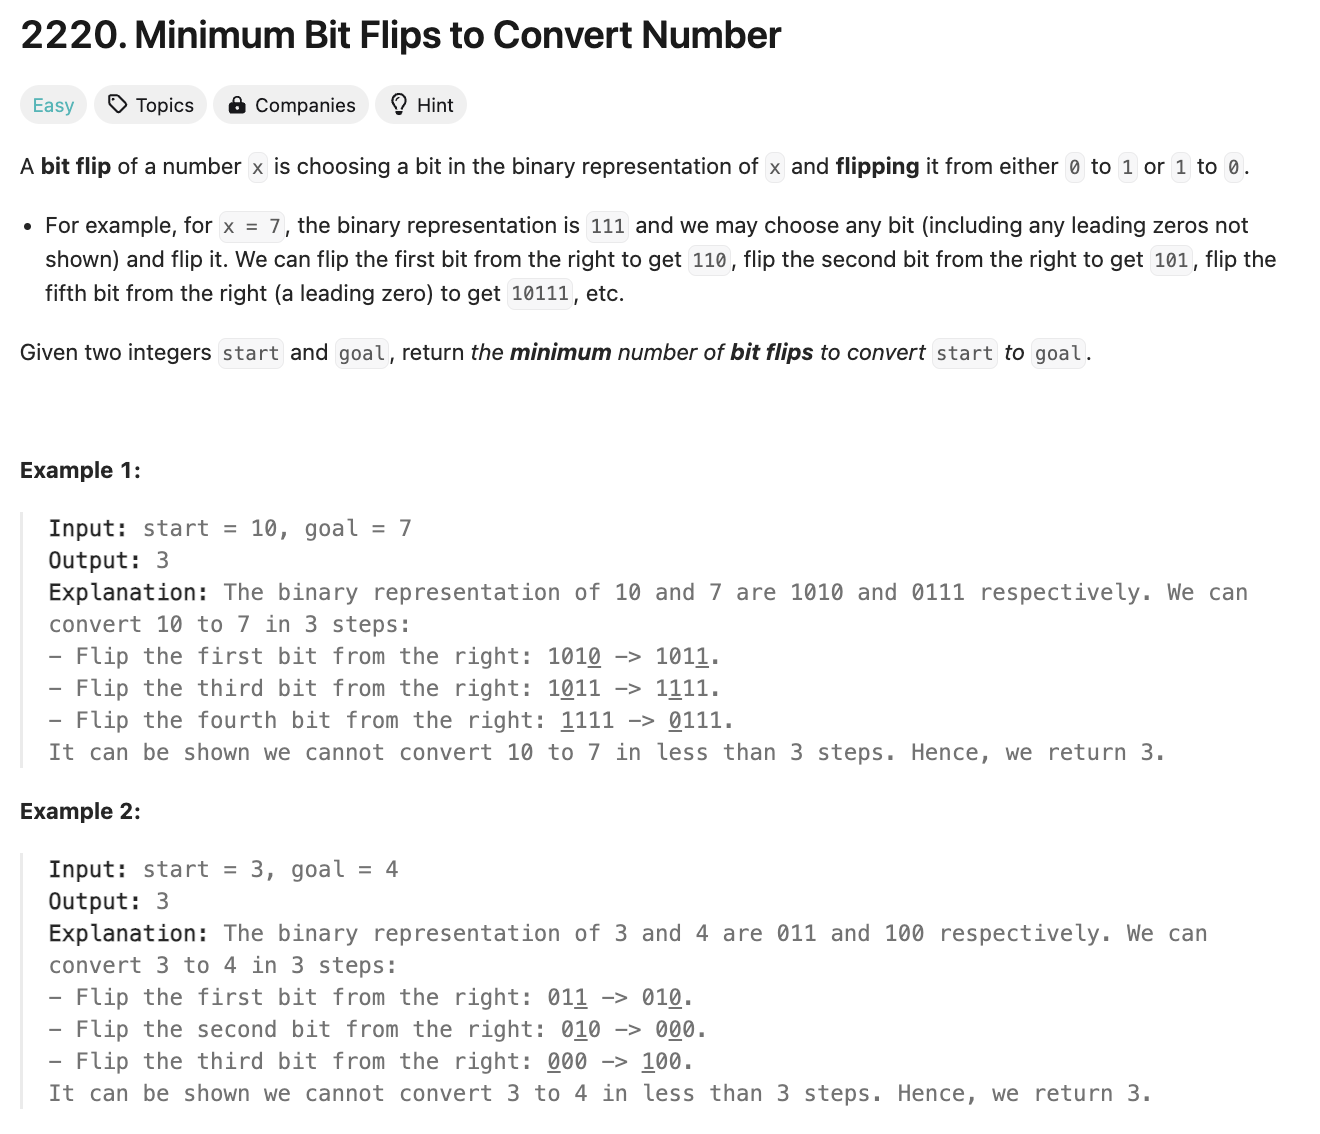 2220. Minimum Bit Flips to Convert Number
Easy Topics Companies Hint
A bit flip of a number x is choosing a bit in the binary representation of x and flipping it from either 0 to 1 or 1 to 0.
• For example, for x = 7, the binary representation is 111 and we may choose any bit (including any leading zeros not
shown) and flip it. We can flip the first bit from the right to get 110, flip the second bit from the right to get 101, flip the
fifth bit from the right (a leading zero) to get 10111, etc.
Given two integers start and goal, return the minimum number of bit flips to convert start to goal.
Example 1:
Input: start = 10, goal = 7
Output: 3
Explanation: The binary representation of 10 and 7 are 1010 and 0111 respectively. We can
convert 10 to 7 in 3 steps:
– Flip the first bit from the right: 1010 –> 1011.
– Flip the third bit from the right: 1011 –> 1111.
– Flip the fourth bit from the right: 1111 –> 0111.
It can be shown we cannot convert 10 to 7 in less than 3 steps. Hence, we return 3.
Example 2:
Input: start = 3, goal = 4
Output: 3
Explanation: The binary representation of 3 and 4 are 011 and 100 respectively. We can
convert 3 to 4 in 3 steps:
– Flip the first bit from the right: 011 –> 010.
– Flip the second bit from the right: 010 –> 000.
– Flip the third bit from the right: 000 –> 100.
It can be shown we cannot convert 3 to 4 in less than 3 steps. Hence, we return 3.